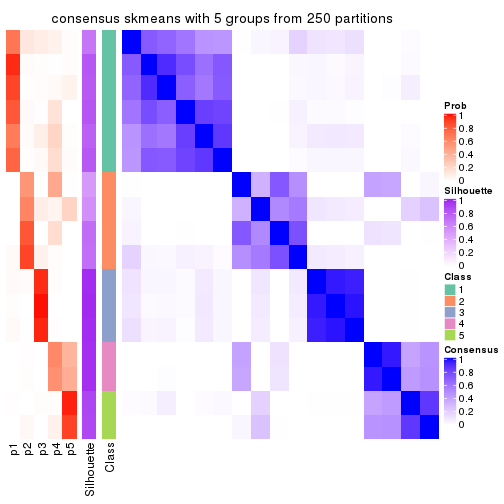 consensus skmeans with 5 groups from 250 partitions
Prob
1
0.8
0.6
0.4
0.2
0
Silhouette
1
0.8
0.6
0.4
0.2
0
Class
1
2
3
4
5
Consensus
1
0.8
0.6
0.4
0.2
0
p1
p2
p3
p4
p5
Silhouette
Class